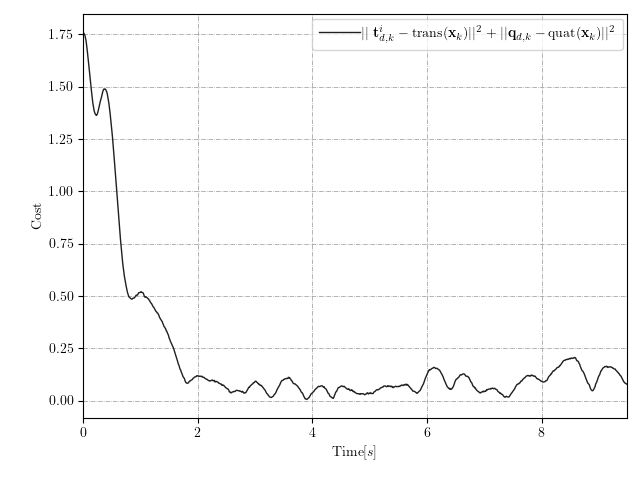 || t^i_{d,k} − trans(x_k)||^2 + ||q_{d,k} − quat(x_k)||^2
1.75
1.50
1.25
1.00
0.75
0.50
0.25
0.00
Cost
0 2 4 6 8
Time[s]